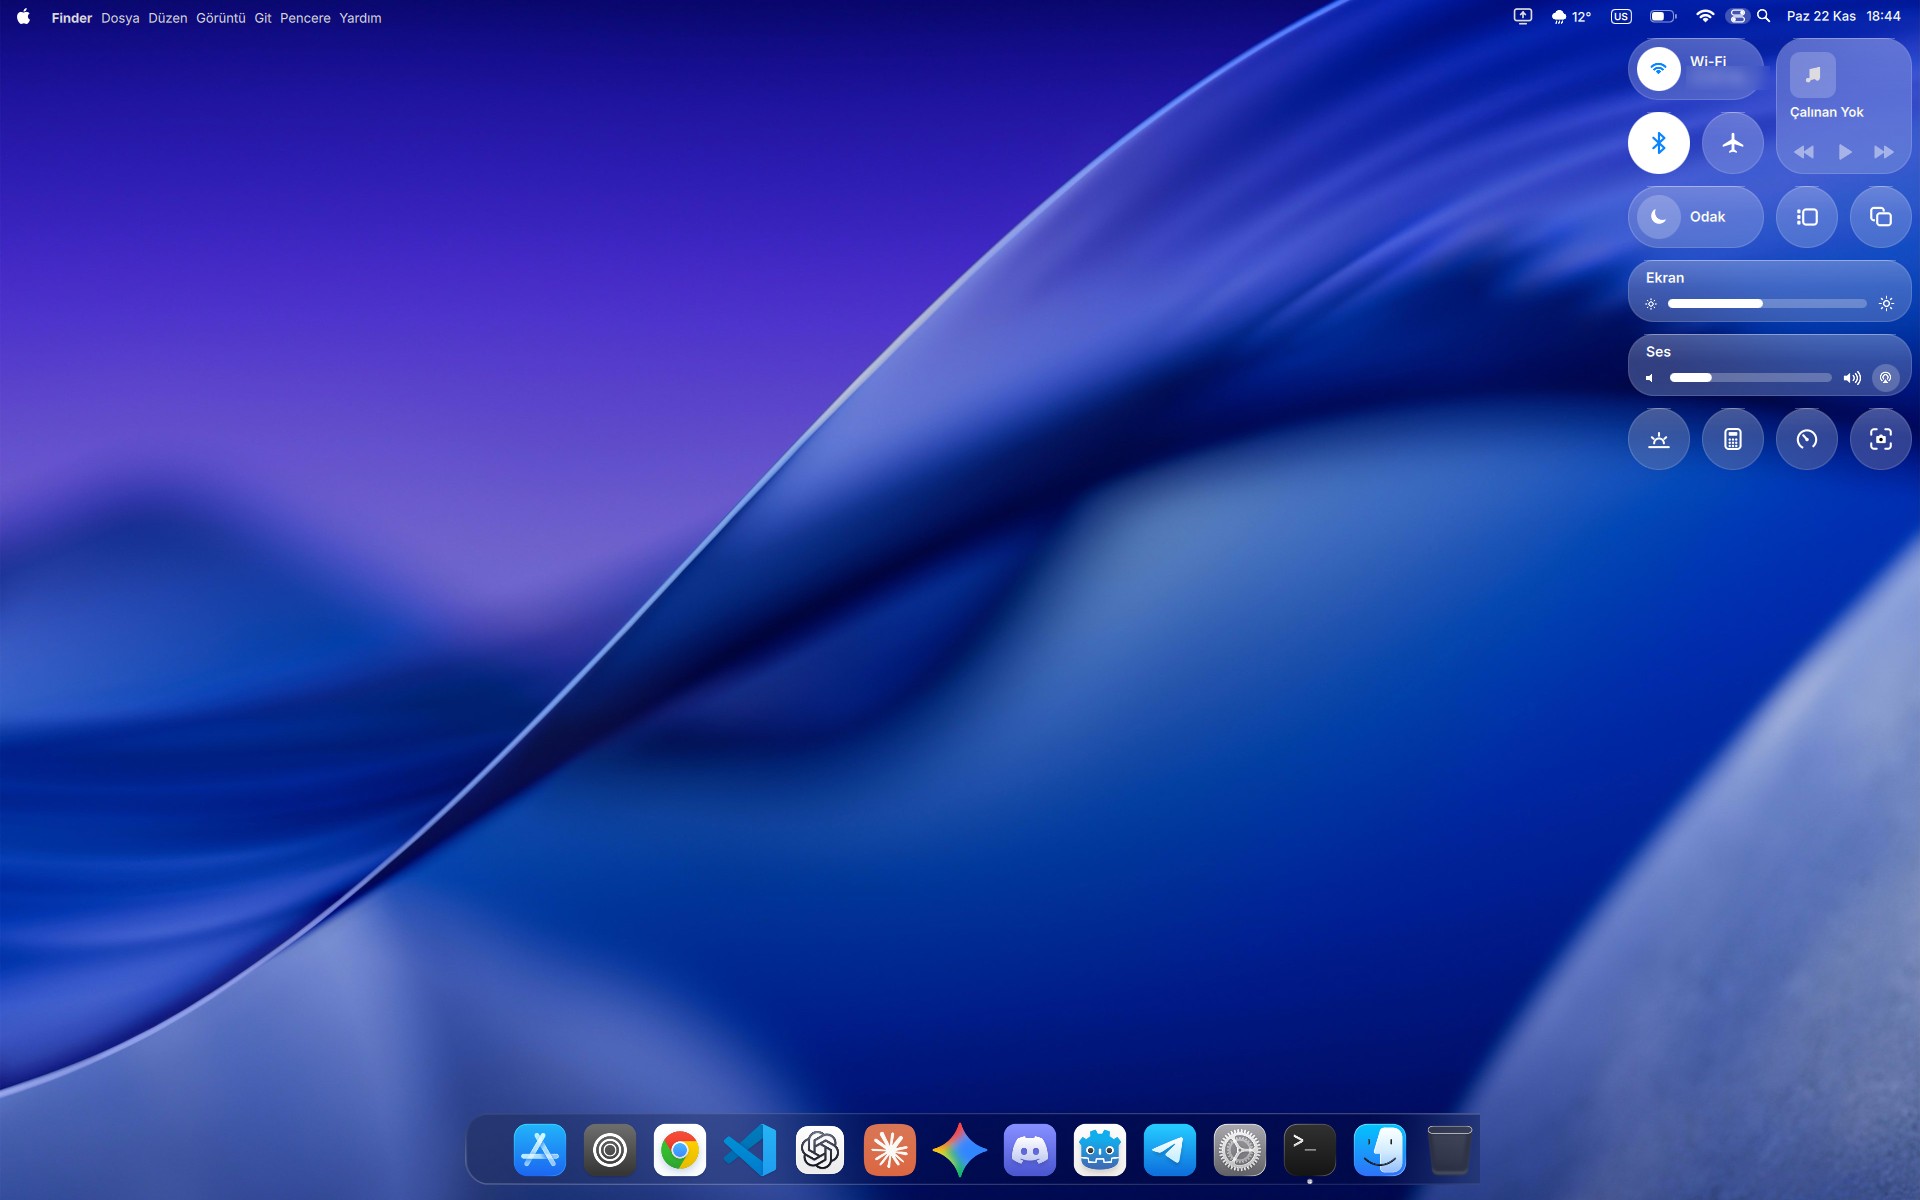 Finder Dosya Düzen Görüntü Git Pencere Yardım
12° US Paz 22 Kas 18:44
Wi-Fi
Çalınan Yok
Odak
Ekran
Ses
>_